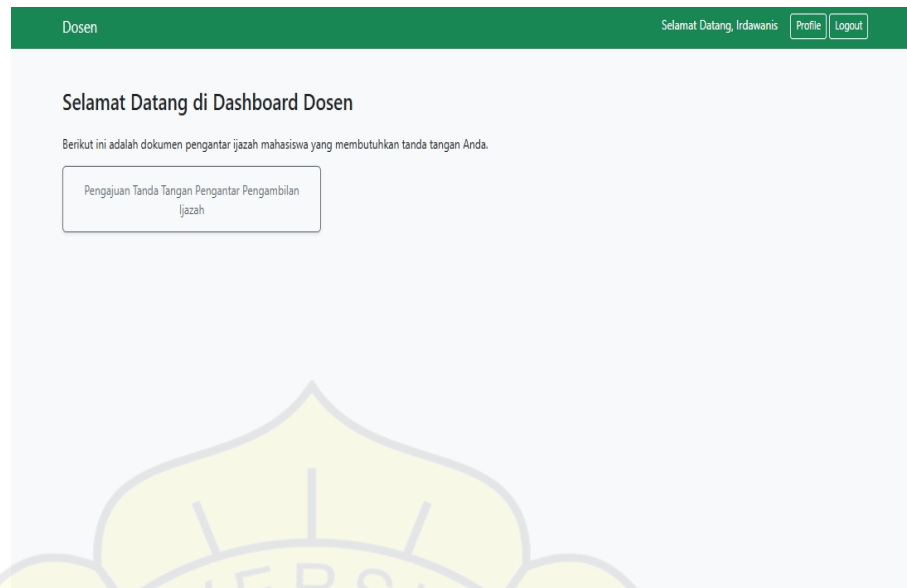 Dosen
Selamat Datang, Irdawanis Profile Logout
Selamat Datang di Dashboard Dosen
Berikut ini adalah dokumen pengantar ijazah mahasiswa yang membutuhkan tanda tangan Anda.
Pengajuan Tanda Tangan Pengantar Pengambilan
Ijazah